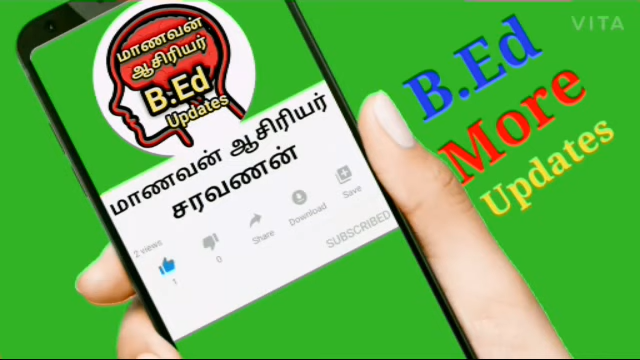 VITA
மாணவன்
ஆசிரியர்
B.Ed
Updates
மாணவன் ஆசிரியர்
சரவணன்
2 views
1
0
Share
Download
Save
SUBSCRIBED
B.Ed
More
Updates